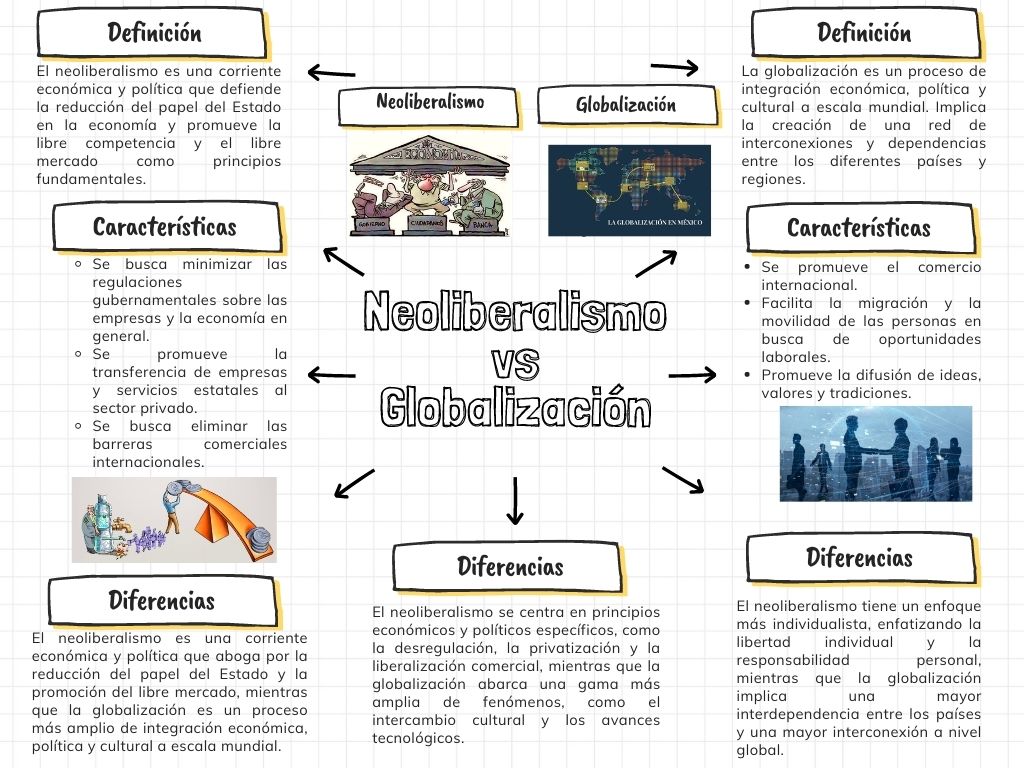 Definición
El neoliberalismo es una corriente
económica y política que defiende
la reducción del papel del Estado
en la economía y promueve la
libre competencia y el libre
mercado como principios
fundamentales.
Características
Se busca minimizar las
regulaciones
gubernamentales sobre las
empresas y la economía en
general.
Se promueve la
transferencia de empresas
y servicios estatales al
sector privado.
Se busca eliminar las
barreras comerciales
internacionales.
Diferencias
El neoliberalismo es una corriente
económica y política que aboga por la
reducción del papel del Estado y la
promoción del libre mercado, mientras
que la globalización es un proceso
más amplio de integración económica,
política y cultural a escala mundial.
Neoliberalismo
ECONOMÍA
GOBIERNO
CIUDADANOS
BANCA
Globalización
LA GLOBALIZACIÓN EN MÉXICO
Neoliberalismo
vs
Globalización
Diferencias
El neoliberalismo se centra en principios
económicos y políticos específicos, como
la desregulación, la privatización y la
liberalización comercial, mientras que la
globalización abarca una gama más
amplia de fenómenos, como el
intercambio cultural y los avances
tecnológicos.
Definición
La globalización es un proceso de
integración económica, política y
cultural a escala mundial. Implica
la creación de una red de
interconexiones y dependencias
entre los diferentes países y
regiones.
Características
Se promueve el comercio
internacional.
Facilita la migración y la
movilidad de las personas en
busca de oportunidades
laborales.
Promueve la difusión de ideas,
valores y tradiciones.
Diferencias
El neoliberalismo tiene un enfoque
más individualista, enfatizando la
libertad individual y la
responsabilidad personal,
mientras que la globalización
implica una mayor
interdependencia entre los países
y una mayor interconexión a nivel
global.